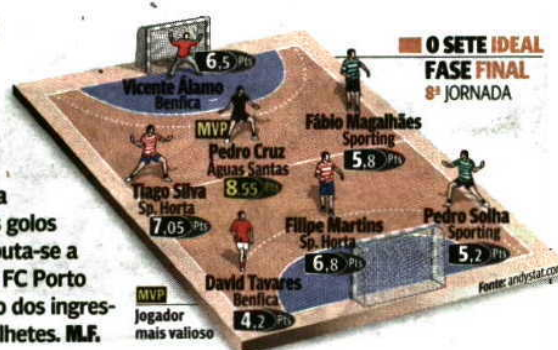 O SETE IDEAL
FASE FINAL
8ª JORNADA
6,5 Pts
Vicente Álamo
Benfica
MVP
Pedro Cruz
Águas Santas
8,55 Pts
Fábio Magalhães
Sporting
5,8 Pts
Tiago Silva
Sp. Horta
7,05 Pts
Filipe Martins
Sp. Horta
6,8 Pts
Pedro Solha
Sporting
5,2 Pts
David Tavares
Benfica
4,2 Pts
Fonte: andystat.com
MVP
Jogador
mais valioso
a
s golos
puta-se a
FC Porto
o dos ingres-
lhetes. M.F.